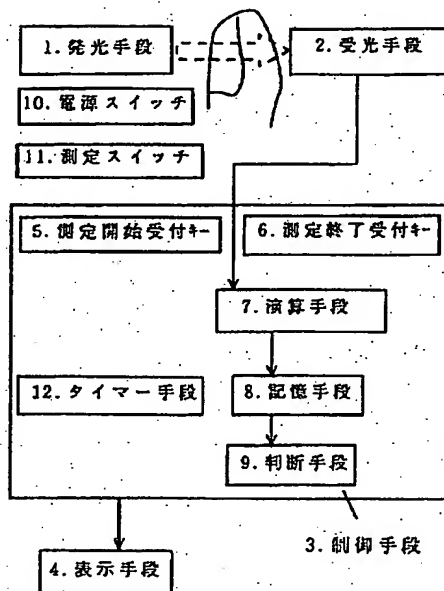 1.発光手段
2.受光手段
10.電源スイッチ
11.測定スイッチ
5.測定開始受付キー
6.測定終了受付キー
7.演算手段
12.タイマー手段
8.記憶手段
9.判断手段
3.制御手段
4.表示手段